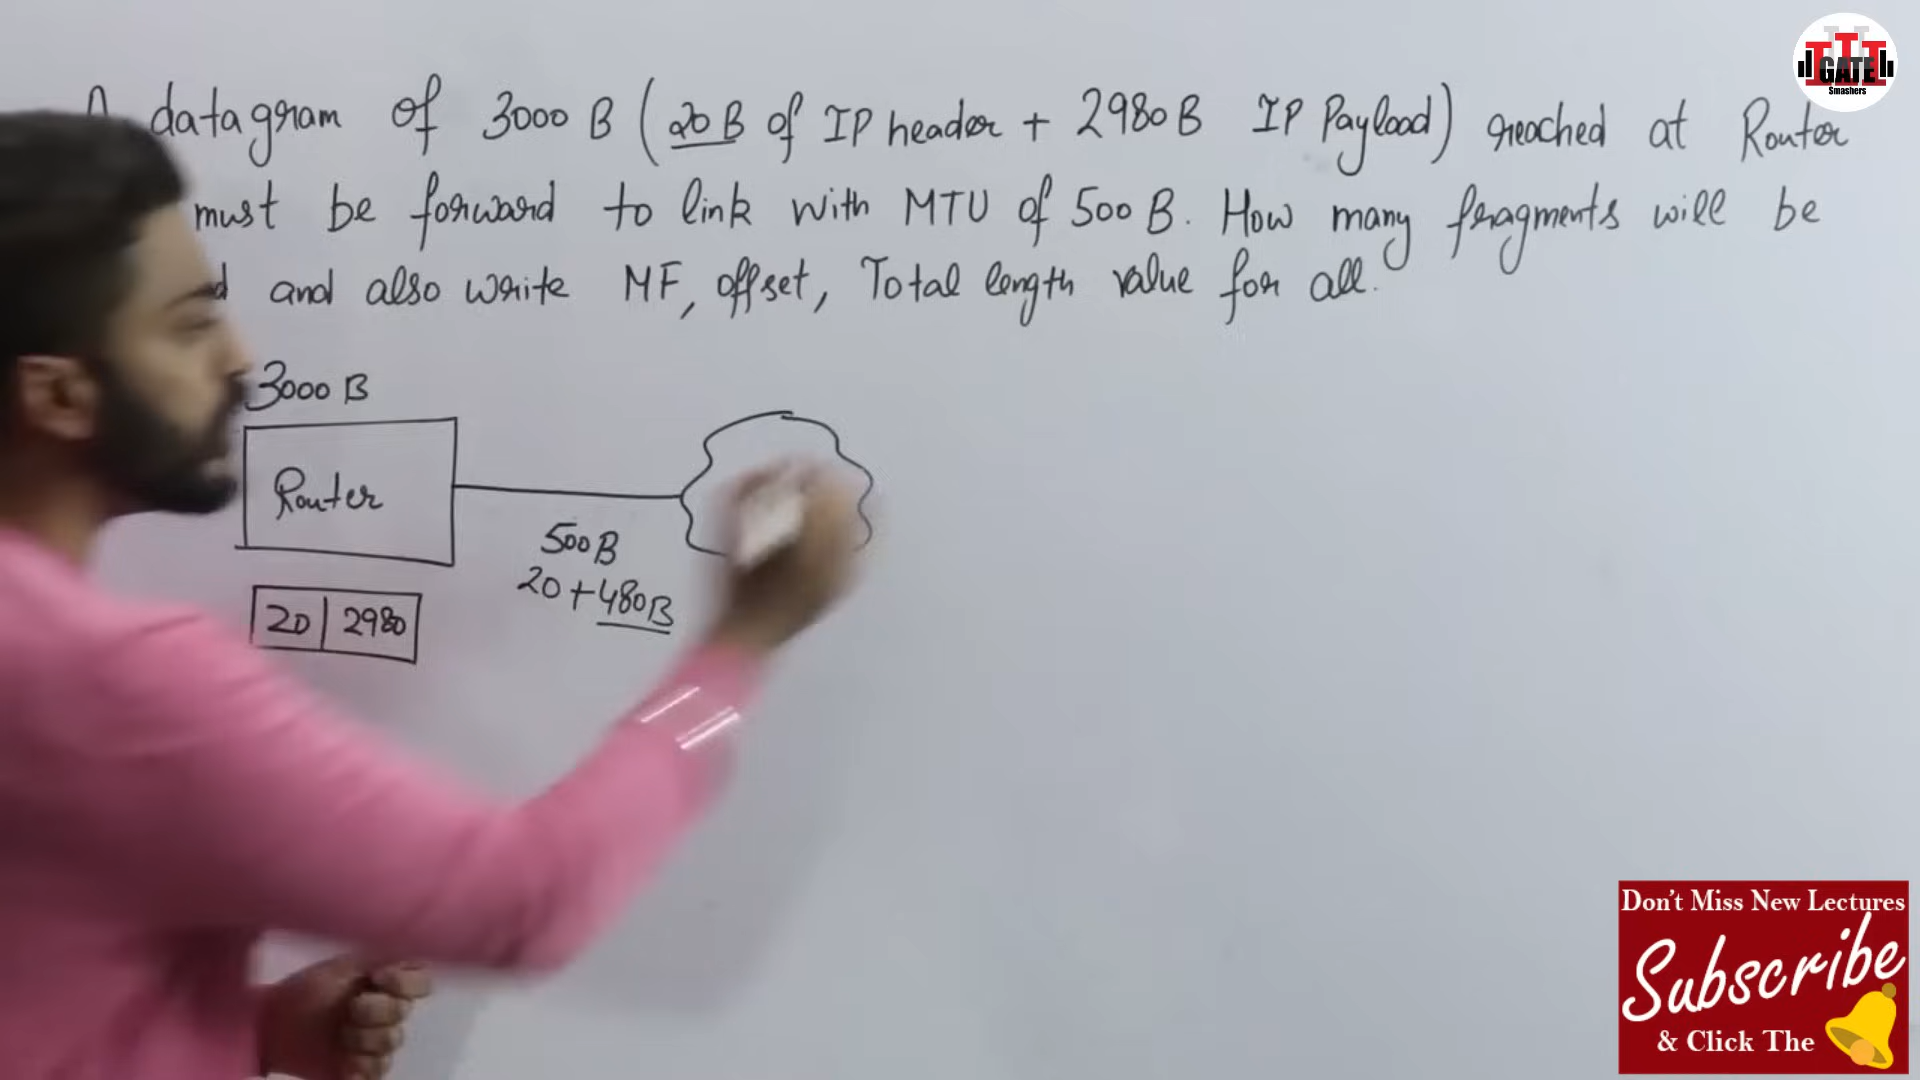 A datagram of 3000 B (20 B of IP header + 2980 B IP Payload) reached at Router
must be forward to link with MTU of 500 B. How many fragments will be
and also write MF, offset, Total length value for all.
3000 B
Router
500 B
20 + 480 B
20 2980
GATE
Smashers
Don't Miss New Lectures
Subscribe
& Click The